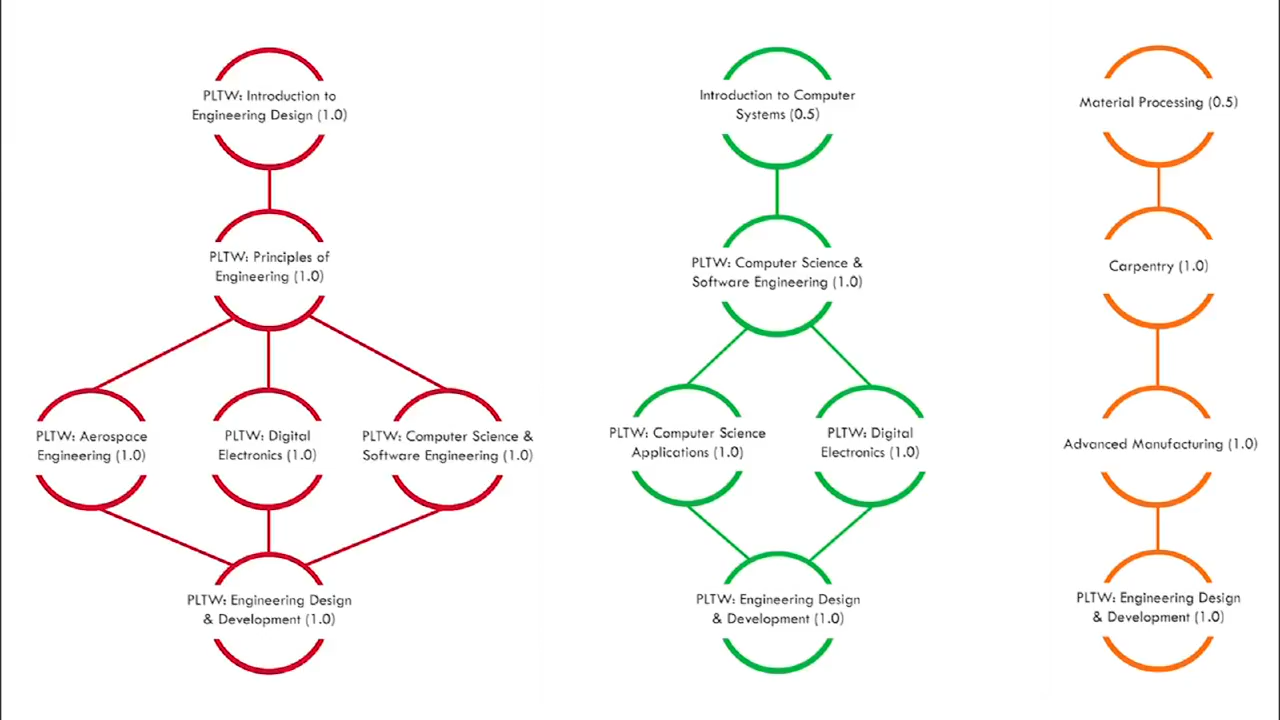 PLTW: Introduction to
Engineering Design (1.0)
PLTW: Principles of
Engineering (1.0)
PLTW: Aerospace
Engineering (1.0)
PLTW: Digital
Electronics (1.0)
PLTW: Computer Science &
Software Engineering (1.0)
PLTW: Engineering Design
& Development (1.0)
Introduction to Computer
Systems (0.5)
PLTW: Computer Science &
Software Engineering (1.0)
PLTW: Computer Science
Applications (1.0)
PLTW: Digital
Electronics (1.0)
PLTW: Engineering Design
& Development (1.0)
Material Processing (0.5)
Carpentry (1.0)
Advanced Manufacturing (1.0)
PLTW: Engineering Design
& Development (1.0)